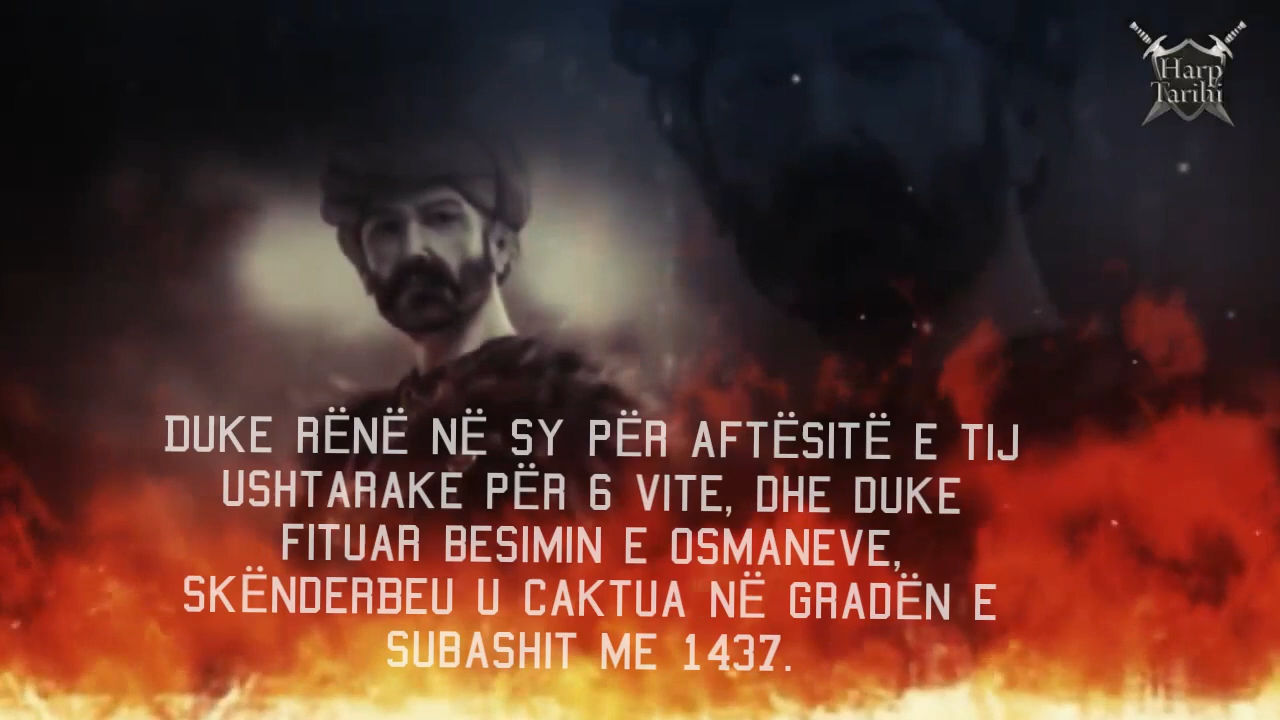 Harp
Tarihi
DUKE RËNË NË SY PËR AFTËSITË E TIJ
USHTARAKE PËR 6 VITE, DHE DUKE
FITUAR BESIMIN E OSMANEVE,
SKËNDERBEU U CAKTUA NË GRADËN E
SUBASHIT ME 1437.